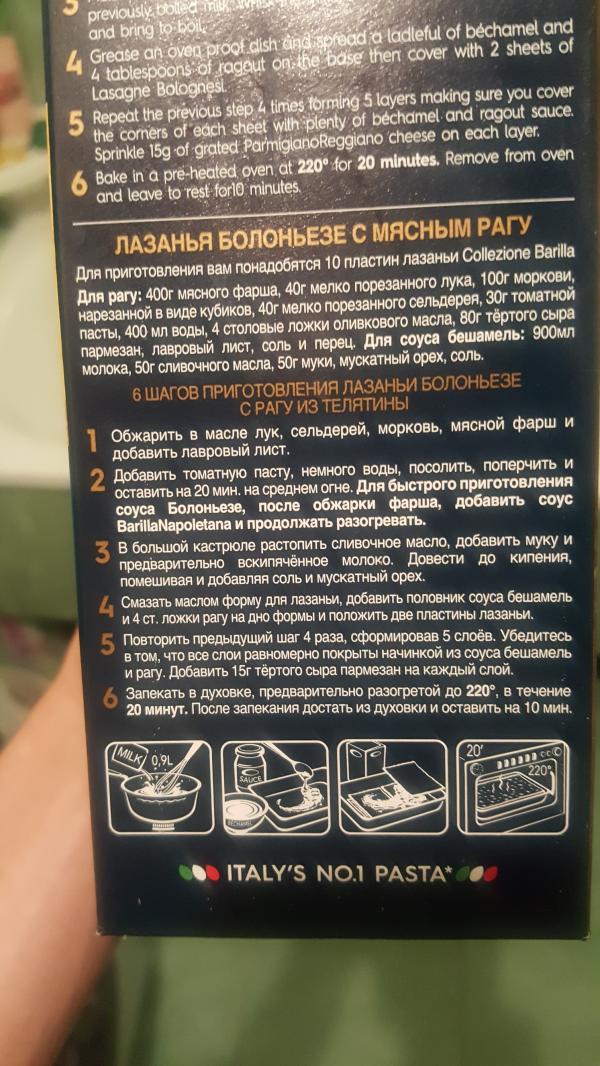 3
previously boiled milk, whisk
and bring to boil.
4 Grease an oven proof dish and spread a ladleful of béchamel and
4 tablespoons of ragout on the base then cover with 2 sheets of
Lasagne Bolognesi.
5 Repeat the previous step 4 times forming 5 layers making sure you cover
the corners of each sheet with plenty of béchamel and ragout sauce.
Sprinkle 15g of grated ParmigianoReggiano cheese on each layer.
6 Bake in a pre-heated oven at 220° for 20 minutes. Remove from oven
and leave to rest for10 minutes.
ЛАЗАНЬЯ БОЛОНЬЕЗЕ С МЯСНЫМ РАГУ
Для приготовления вам понадобятся 10 пластин лазаньи Collezione Barilla
Для рагу: 400г мясного фарша, 40г мелко порезанного лука, 100г моркови,
нарезанной в виде кубиков, 40г мелко порезанного сельдерея, 30г томатной
пасты, 400 мл воды, 4 столовые ложки оливкового масла, 80г тёртого сыра
пармезан, лавровый лист, соль и перец. Для соуса бешамель: 900мл
молока, 50г сливочного масла, 50г муки, мускатный орех, соль.
6 ШАГОВ ПРИГОТОВЛЕНИЯ ЛАЗАНЬИ БОЛОНЬЕЗЕ
С РАГУ ИЗ ТЕЛЯТИНЫ
1 Обжарить в масле лук, сельдерей, морковь, мясной фарш и
добавить лавровый лист.
2 Добавить томатную пасту, немного воды, посолить, поперчить и
оставить на 20 мин. на среднем огне. Для быстрого приготовления
соуса Болоньезе, после обжарки фарша, добавить соус
BarillaNapoletana и продолжать разогревать.
3 В большой кастрюле растопить сливочное масло, добавить муку и
предварительно вскипячённое молоко. Довести до кипения,
помешивая и добавляя соль и мускатный орех.
4 Смазать маслом форму для лазаньи, добавить половник соуса бешамель
и 4 ст. ложки рагу на дно формы и положить две пластины лазаньи.
5 Повторить предыдущий шаг 4 раза, сформировав 5 слоёв. Убедитесь
в том, что все слои равномерно покрыты начинкой из соуса бешамель
и рагу. Добавить 15г тёртого сыра пармезан на каждый слой.
6 Запекать в духовке, предварительно разогретой до 220°, в течение
20 минут. После запекания достать из духовки и оставить на 10 мин.
MILK 0,9L
SAUCE
BECHAMEL
20'
220°
ITALY'S NO.1 PASTA*